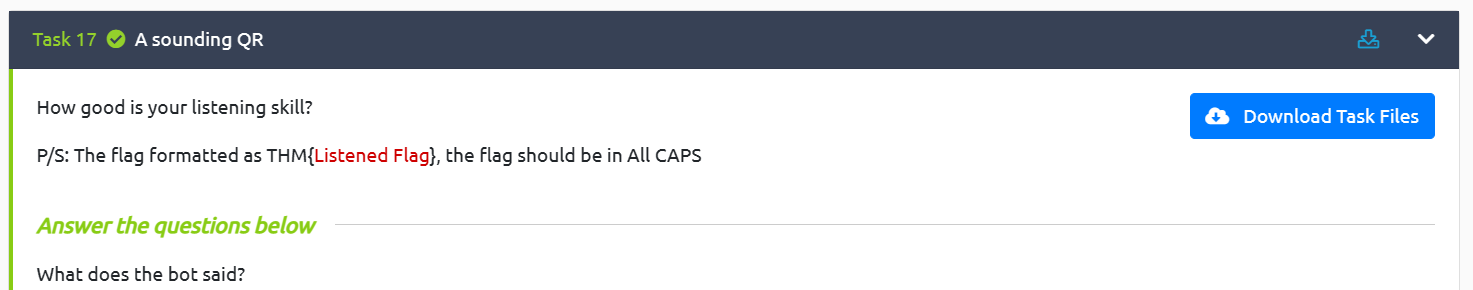 Task 17 A sounding QR
How good is your listening skill?
Download Task Files
P/S: The flag formatted as THM{Listened Flag}, the flag should be in All CAPS
Answer the questions below
What does the bot said?